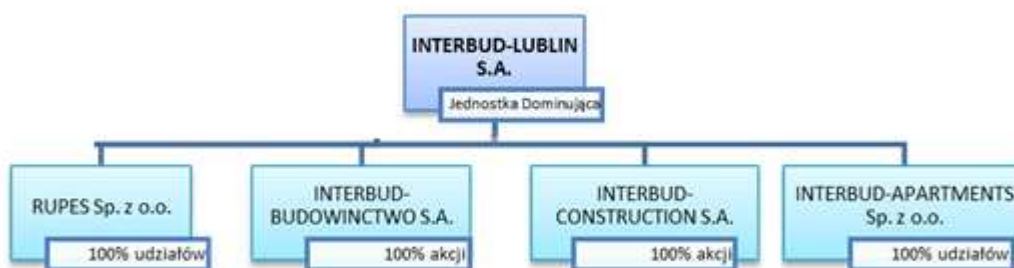 INTERBUD-LUBLIN
S.A.
Jednostka Dominująca
RUPES Sp. z o.o.
100% udziałów
INTERBUD-
BUDOWINCTWO S.A.
100% akcji
INTERBUD-
CONSTRUCTION S.A.
100% akcji
INTERBUD-APARTMENTS
Sp. z o.o.
100% udziałów